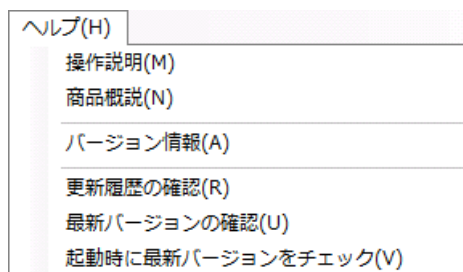 ヘルプ(H)
操作説明(M)
商品概説(N)
バージョン情報(A)
更新履歴の確認(R)
最新バージョンの確認(U)
起動時に最新バージョンをチェック(V)